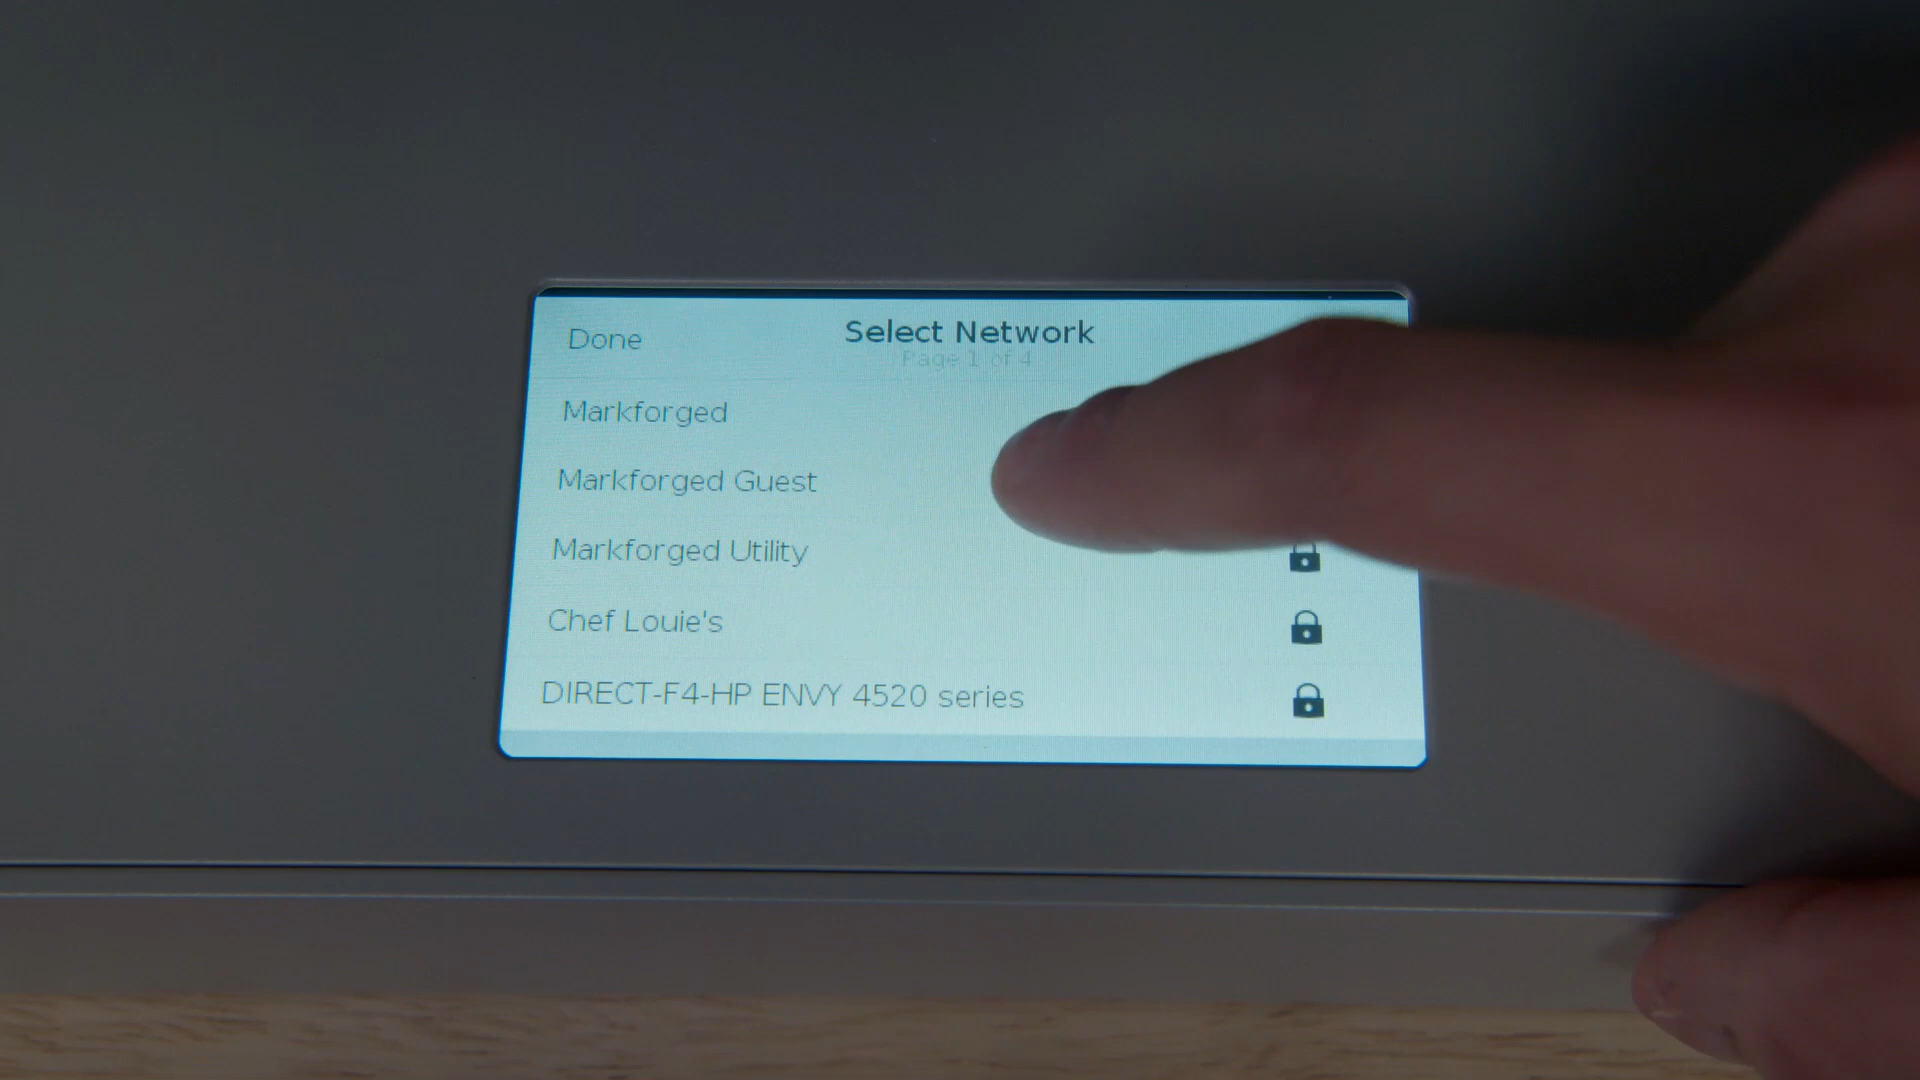 Done
Select Network
Page 1 of 4
Markforged
Markforged Guest
Markforged Utility
Chef Louie's
DIRECT-F4-HP ENVY 4520 series